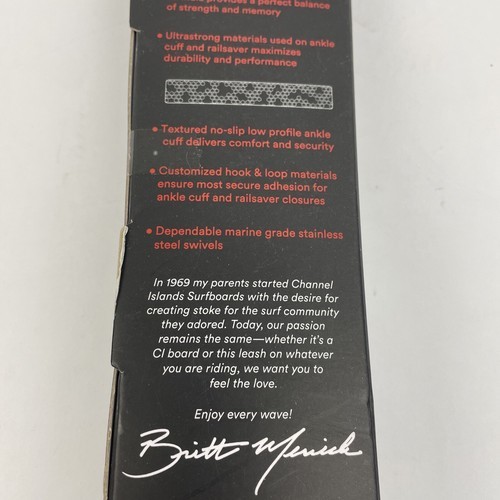 provides a perfect balance
of strength and memory
• Ultrastrong materials used on ankle
cuff and railsaver maximizes
durability and performance
• Textured no-slip low profile ankle
cuff delivers comfort and security
• Customized hook & loop materials
ensure most secure adhesion for
ankle cuff and railsaver closures
• Dependable marine grade stainless
steel swivels
In 1969 my parents started Channel
Islands Surfboards with the desire for
creating stoke for the surf community
they adored. Today, our passion
remains the same—whether it's a
CI board or this leash on whatever
you are riding, we want you to
feel the love.
Enjoy every wave!
Britt Merrick